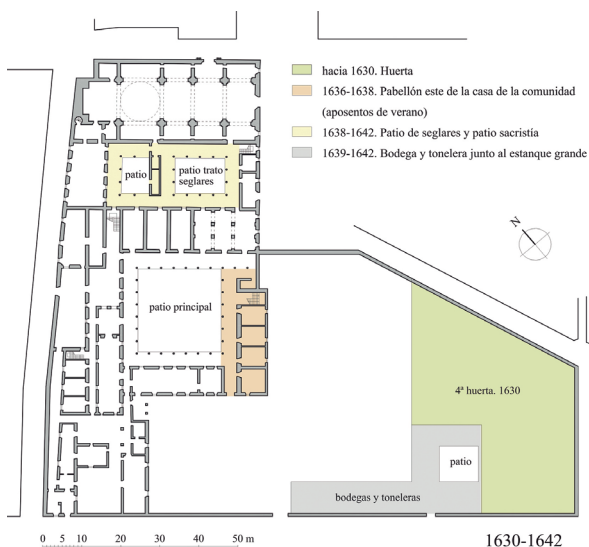 hacia 1630. Huerta
1636-1638. Pabellón este de la casa de la comunidad
(aposentos de verano)
1638-1642. Patio de seglares y patio sacristía
1639-1642. Bodega y tonelera junto al estanque grande
patio
patio trato
seglares
N
patio principal
4ª huerta. 1630
patio
bodegas y toneleras
0 5 10 20 30 40 50 m
1630-1642